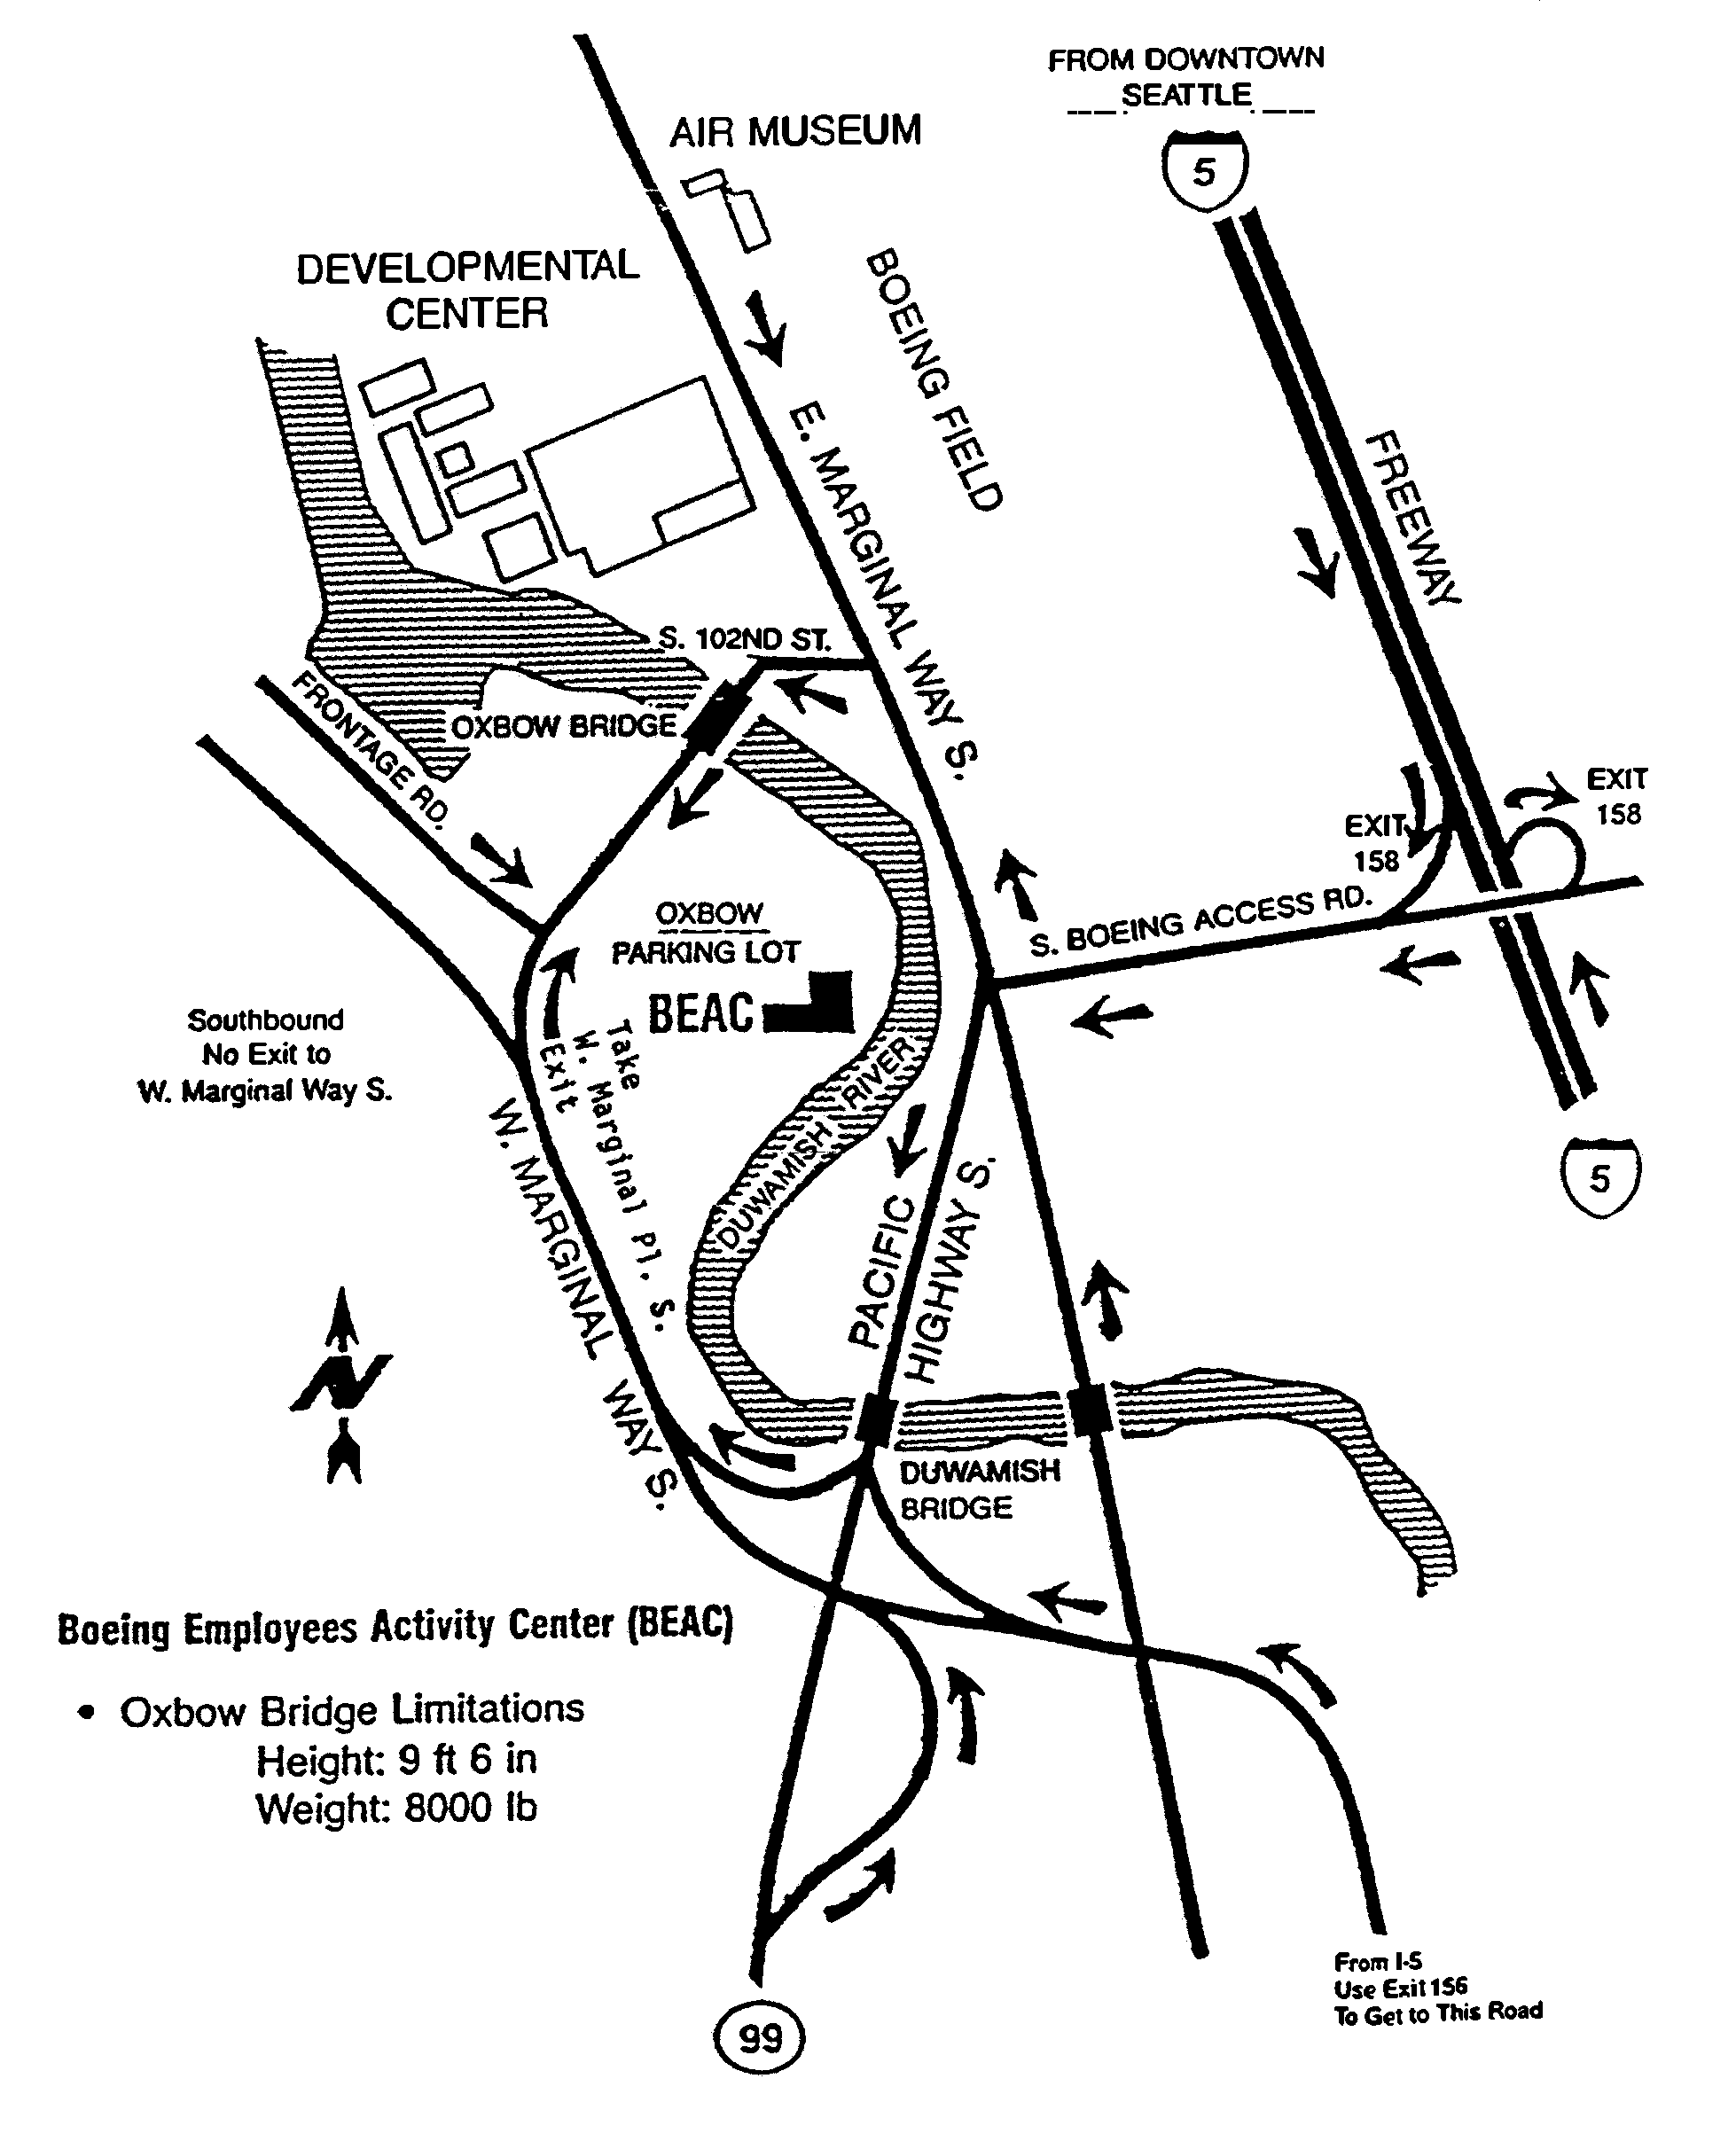 FROM DOWNTOWN
SEATTLE
5
AIR MUSEUM
DEVELOPMENTAL
CENTER
BOEING FIELD
E. MARGINAL WAY S.
FREEWAY
S. 102ND ST.
OXBOW BRIDGE
FRONTAGE RD.
EXIT
158
EXIT
158
S. BOEING ACCESS RD.
OXBOW
PARKING LOT
BEAC
Southbound
No Exit to
W. Marginal Way S.
Take
W. Marginal Pl. S.
Exit
DUWAMISH RIVER
W. MARGINAL WAY S.
PACIFIC
HIGHWAY S.
5
N
DUWAMISH
BRIDGE
Boeing Employees Activity Center (BEAC)
• Oxbow Bridge Limitations
Height: 9 ft 6 in
Weight: 8000 lb
From I-5
Use Exit 156
To Get to This Road
99